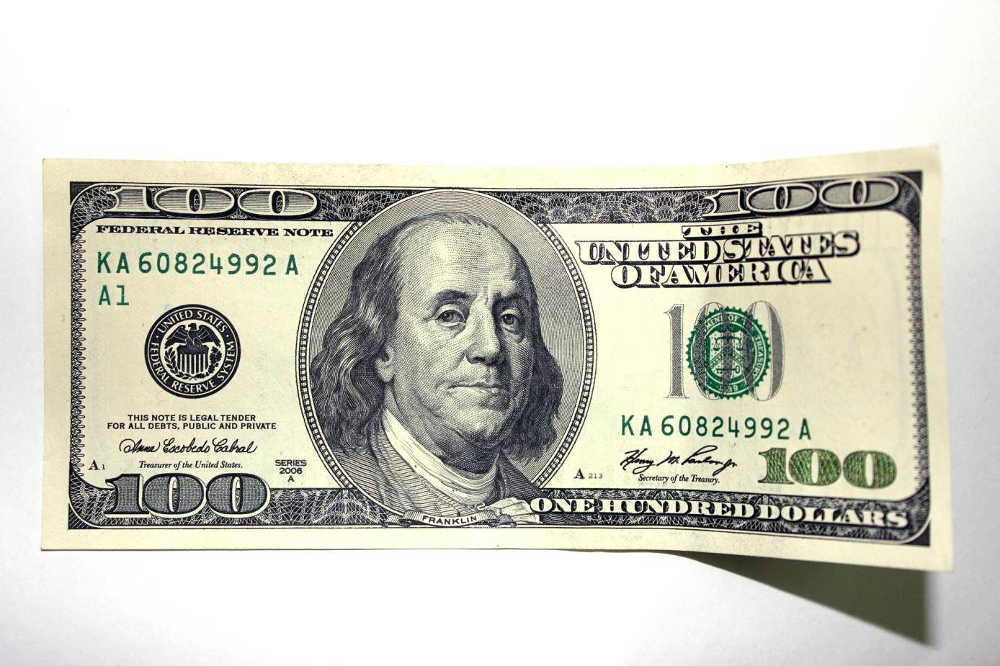 100
100
FEDERAL RESERVE NOTE
THE
UNITED STATES
OF AMERICA
KA 60824992 A
A1
UNITED STATES
FEDERAL RESERVE SYSTEM
100
THE TREASURY
KA 60824992 A
THIS NOTE IS LEGAL TENDER
FOR ALL DEBTS, PUBLIC AND PRIVATE
Anna Escobedo Cabral
Treasurer of the United States.
A1
SERIES
2006
A
A 213
Henry M. Paulson Jr
Secretary of the Treasury.
100
100
FRANKLIN
ONE HUNDRED DOLLARS